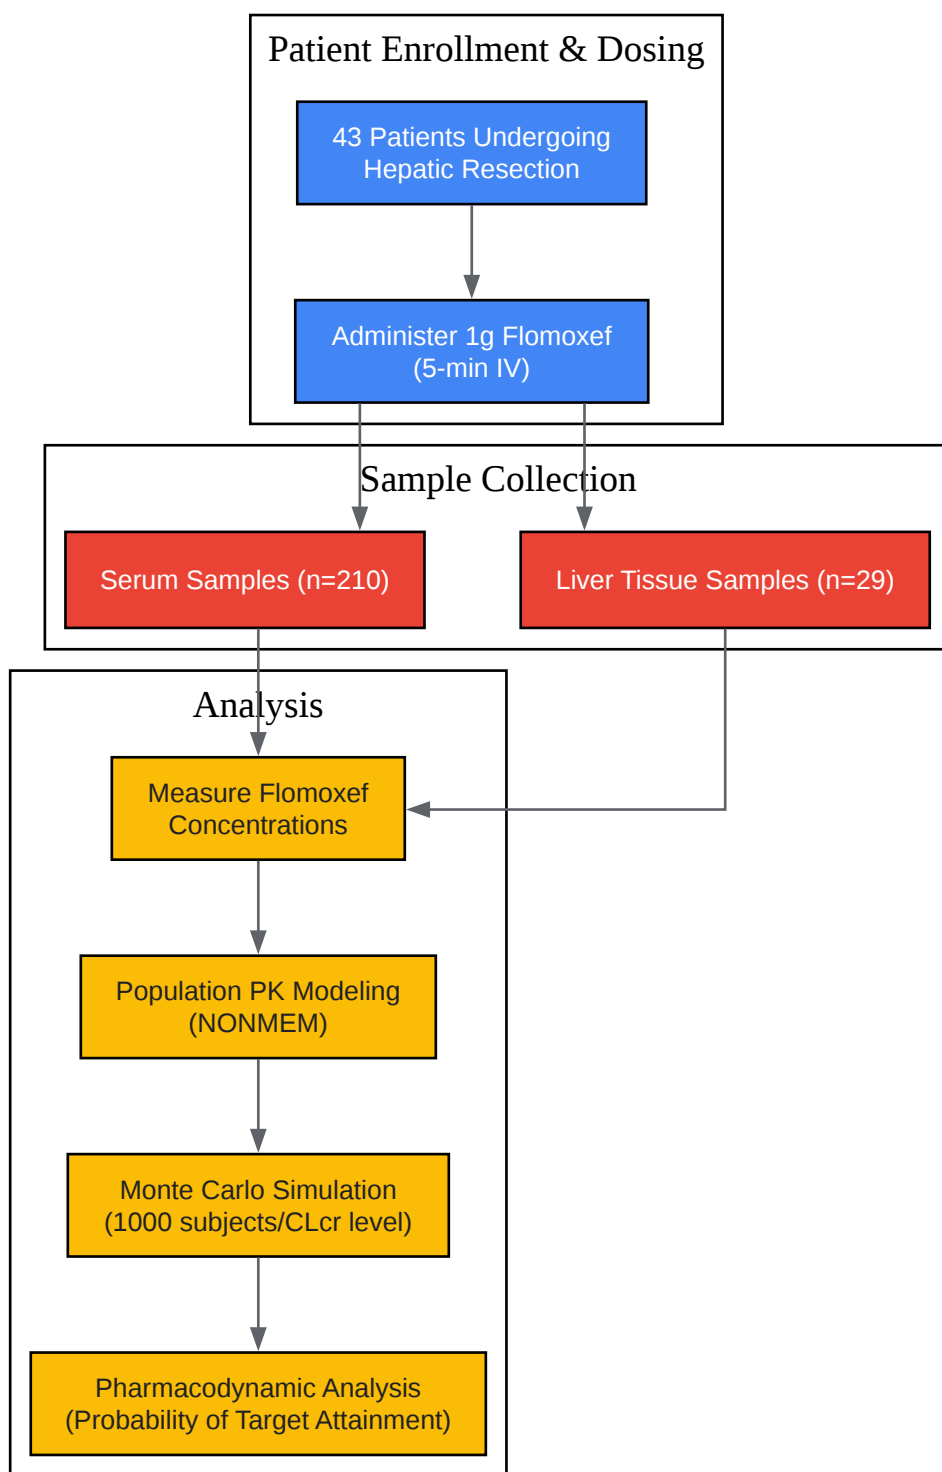 Patient Enrollment & Dosing
43 Patients Undergoing
Hepatic Resection
Administer 1g Flomoxef
(5-min IV)
Sample Collection
Serum Samples (n=210)
Liver Tissue Samples (n=29)
Analysis
Measure Flomoxef
Concentrations
Population PK Modeling
(NONMEM)
Monte Carlo Simulation
(1000 subjects/CLcr level)
Pharmacodynamic Analysis
(Probability of Target Attainment)